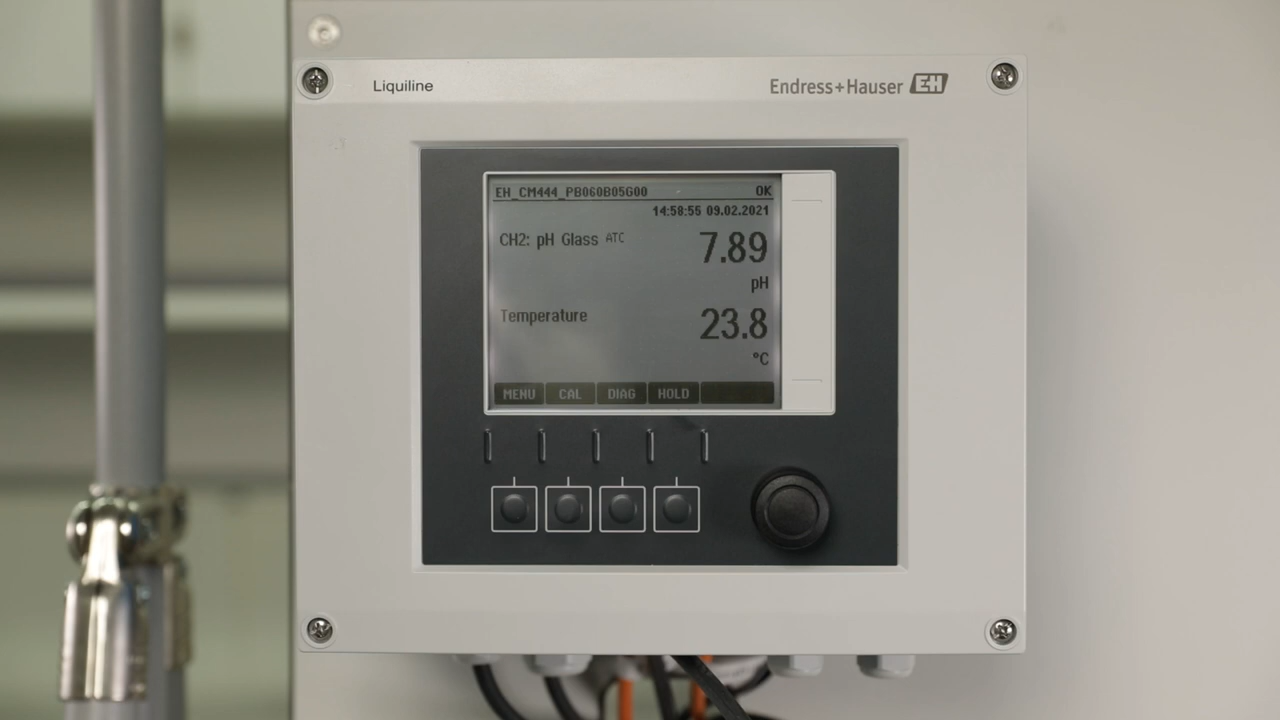 Liquiline
Endress+Hauser EH
EH_CM444_PB060B05G00 OK
14:58:55 09.02.2021
CH2: pH Glass ATC 7.89
pH
Temperature 23.8
°C
MENU CAL DIAG HOLD